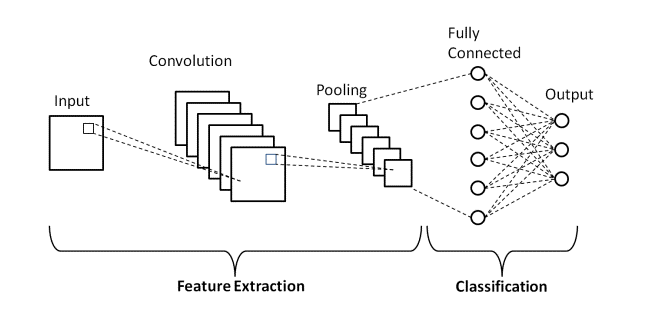 Input
Convolution
Pooling
Fully
Connected
Output
Feature Extraction
Classification